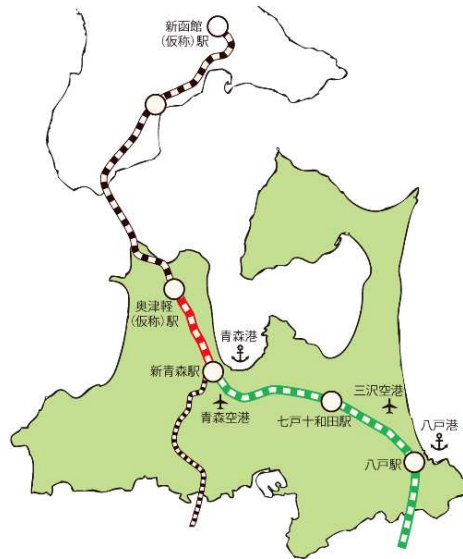 新函館
(仮称)駅
奥津軽
(仮称)駅
青森港
新青森駅
青森空港
三沢空港
七戸十和田駅
八戸港
八戸駅